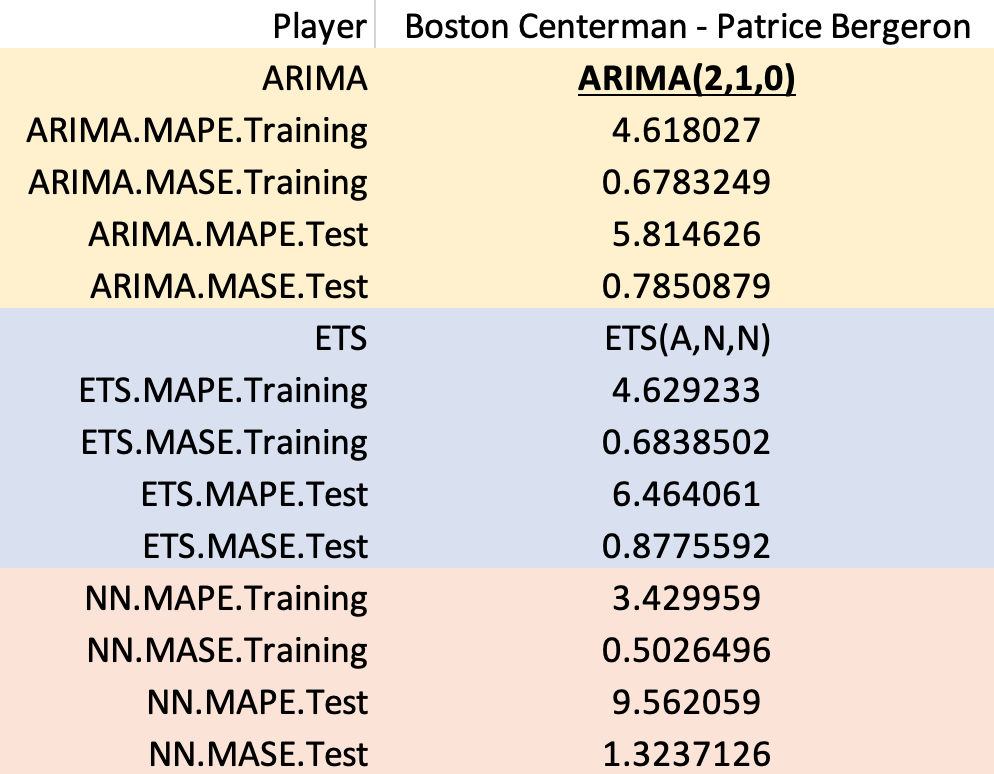 Player Boston Centerman - Patrice Bergeron
ARIMA ARIMA(2,1,0)
ARIMA.MAPE.Training 4.618027
ARIMA.MASE.Training 0.6783249
ARIMA.MAPE.Test 5.814626
ARIMA.MASE.Test 0.7850879
ETS ETS(A,N,N)
ETS.MAPE.Training 4.629233
ETS.MASE.Training 0.6838502
ETS.MAPE.Test 6.464061
ETS.MASE.Test 0.8775592
NN.MAPE.Training 3.429959
NN.MASE.Training 0.5026496
NN.MAPE.Test 9.562059
NN.MASE.Test 1.3237126